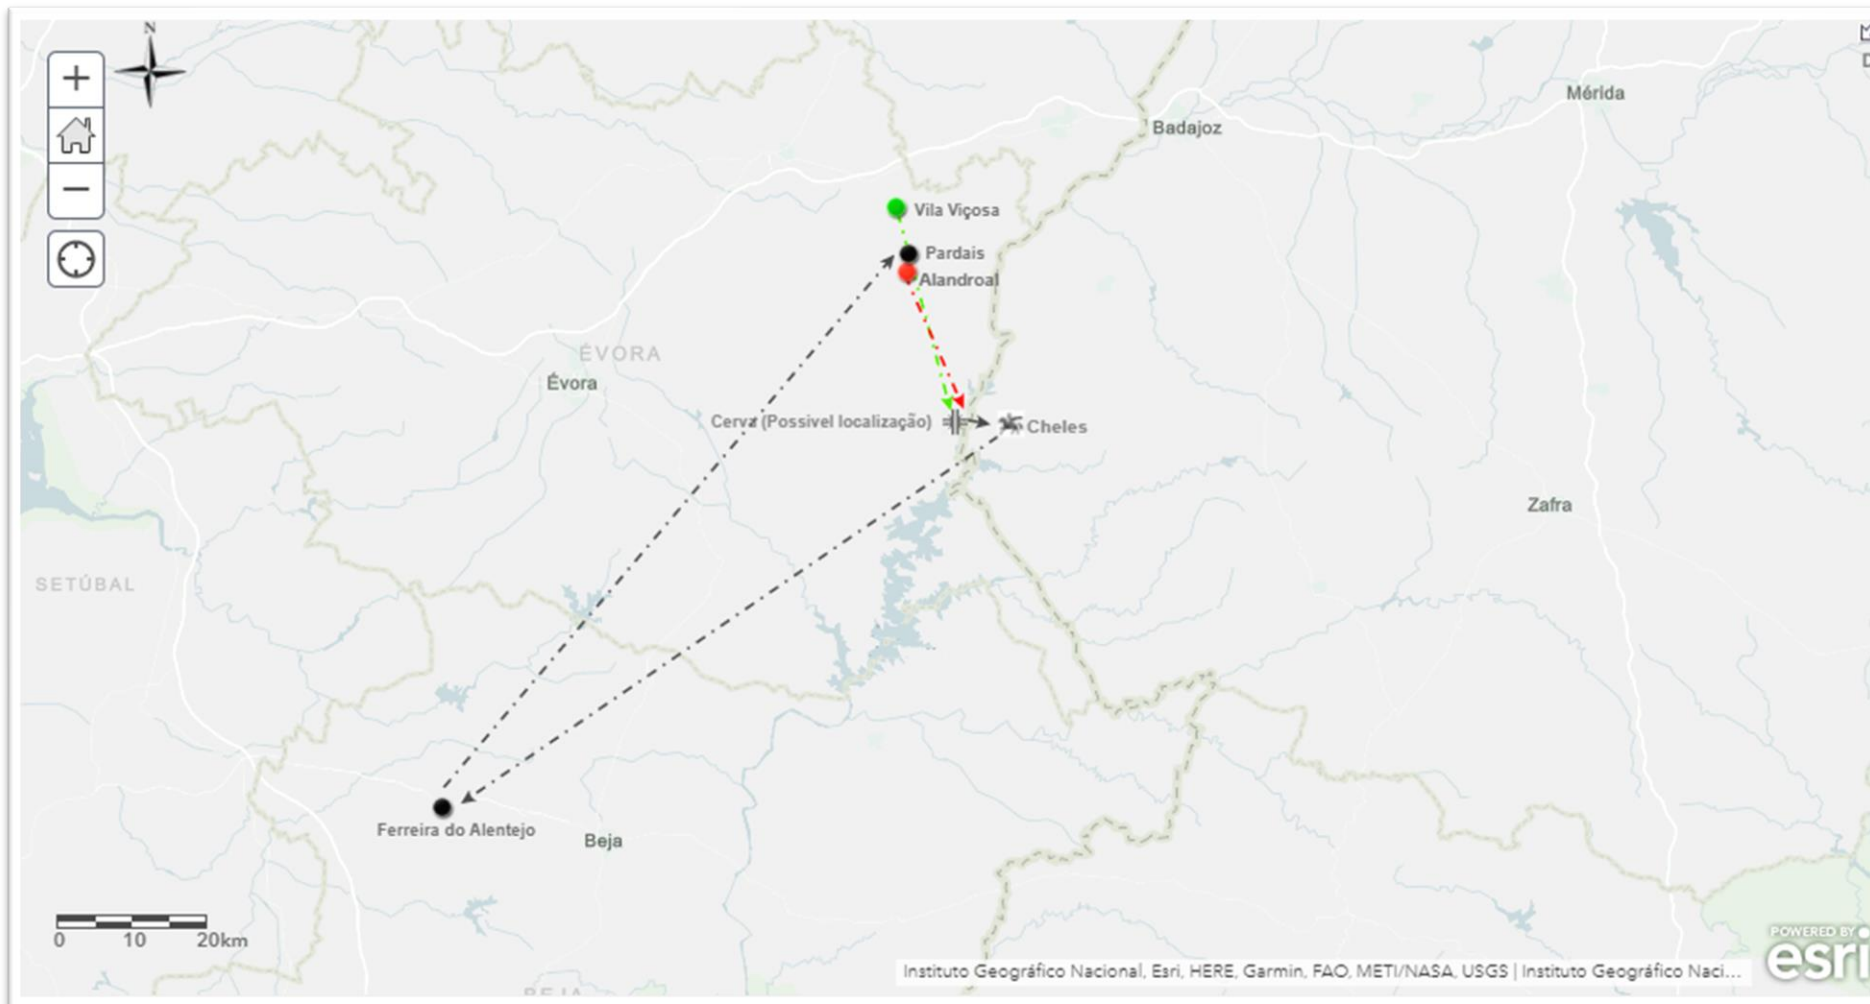 N
+
−
Mérida
Badajoz
Vila Viçosa
Pardais
Alandroal
ÉVORA
Évora
Cerva (Possivel localização)
Cheles
Zafra
SETÚBAL
Ferreira do Alentejo
Beja
0 10 20km
POWERED BY
esri
Instituto Geográfico Nacional, Esri, HERE, Garmin, FAO, METI/NASA, USGS | Instituto Geográfico Naci...
BEJA